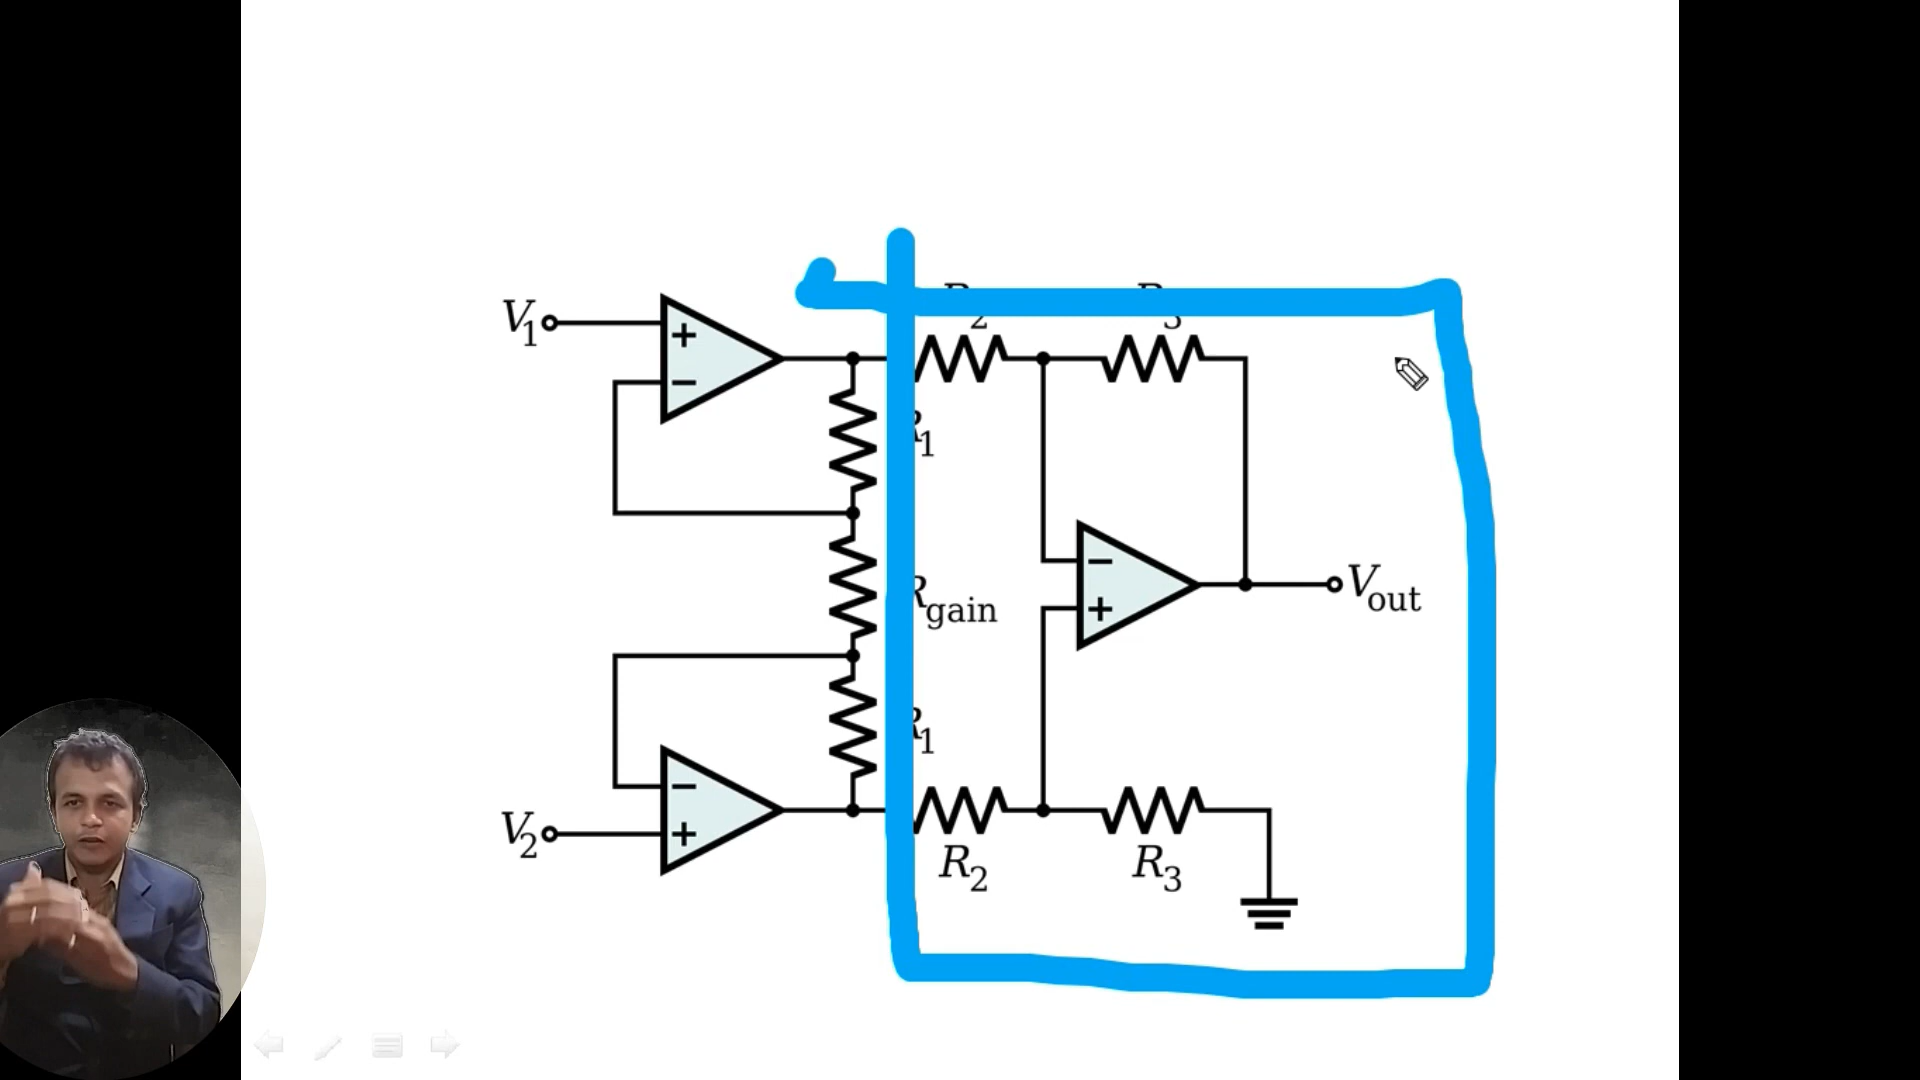 V1
+
−
R1
Rgain
R1
−
+
Vout
−
+
V2
R2
R3